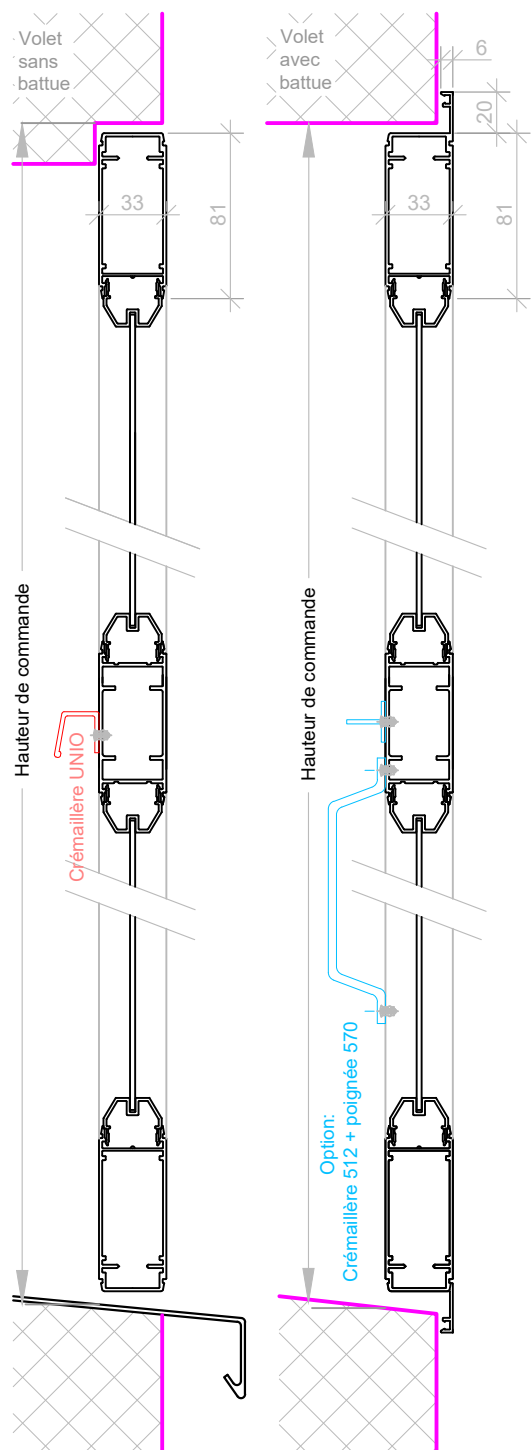 Volet
sans
battue
33
81
Hauteur de commande
Crémaillère UNIO
Volet
avec
battue
6
20
33
81
Hauteur de commande
Option:
Crémaillère 512 + poignée 570